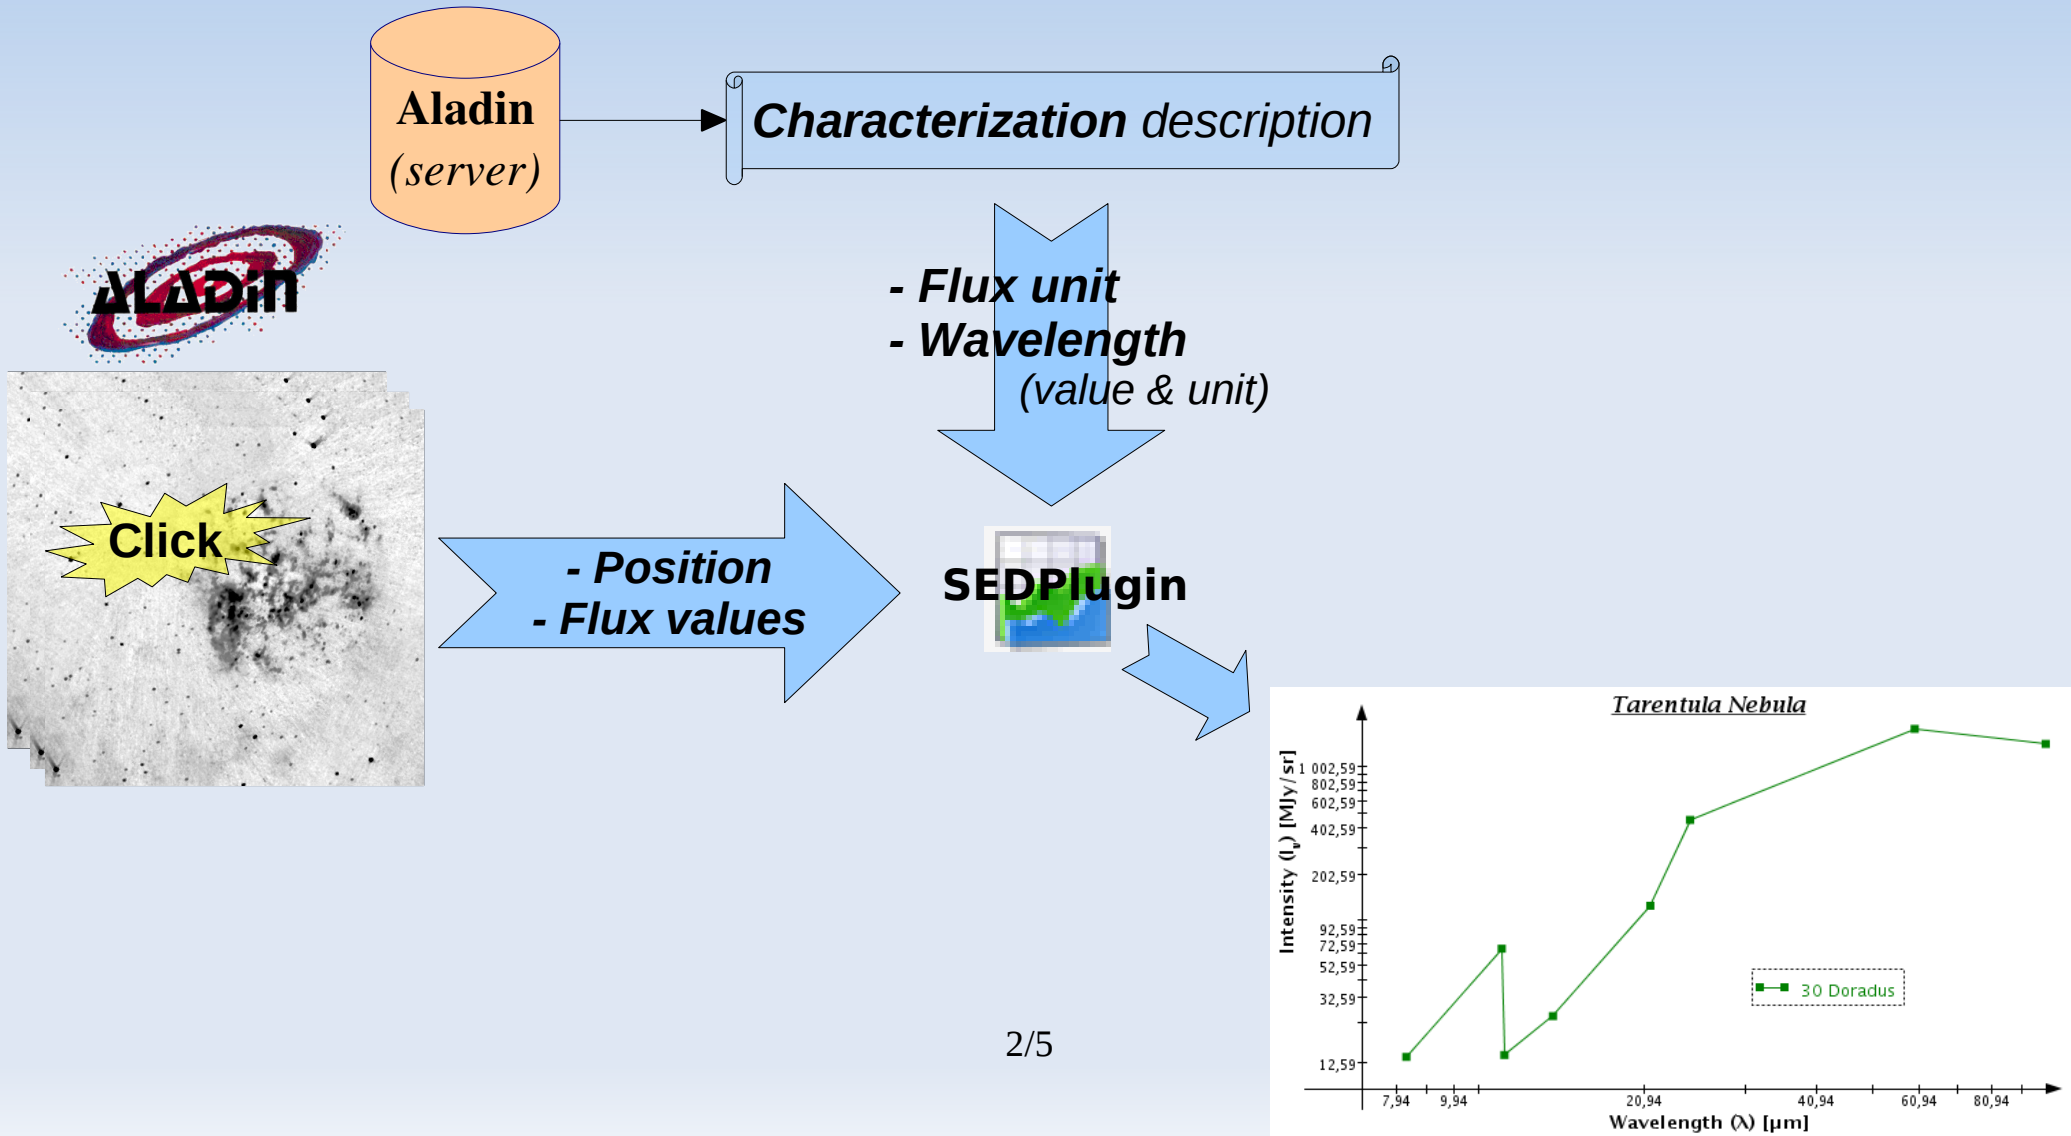 Aladin
(server)
Characterization description
ALADiN
- Flux unit
- Wavelength
(value & unit)
Click
- Position
- Flux values
SEDPlugin
Tarentula Nebula
Intensity (Iν) [MJy/sr]
1 002,59
802,59
602,59
402,59
202,59
92,59
72,59
52,59
32,59
12,59
30 Doradus
7,94 9,94 20,94 40,94 60,94 80,94
Wavelength (λ) [µm]
2/5